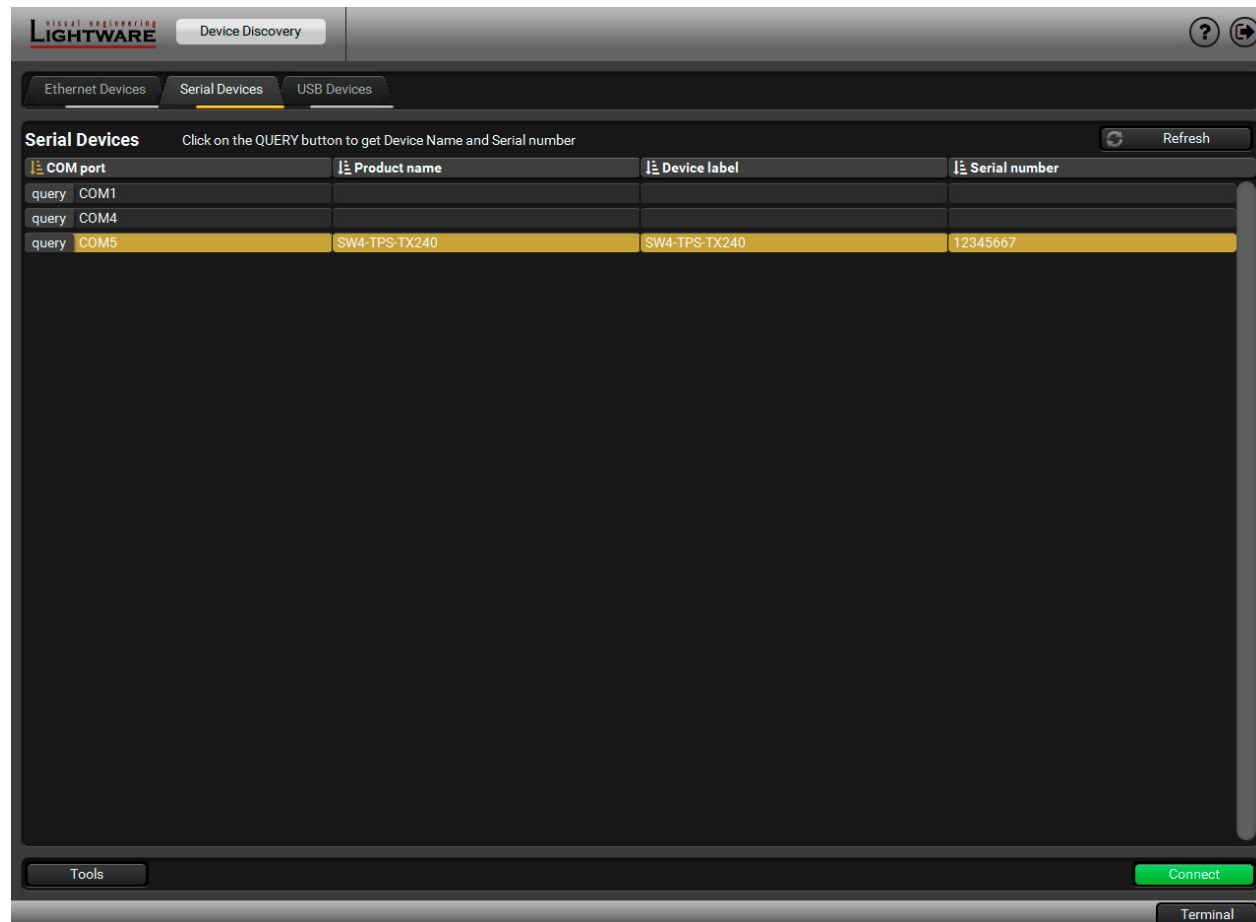 visual engineering
LIGHTWARE
Device Discovery
?
Ethernet Devices Serial Devices USB Devices
Serial Devices Click on the QUERY button to get Device Name and Serial number Refresh
COM port Product name Device label Serial number
query COM1
query COM4
query COM5 SW4-TPS-TX240 SW4-TPS-TX240 12345667
Tools Connect
Terminal